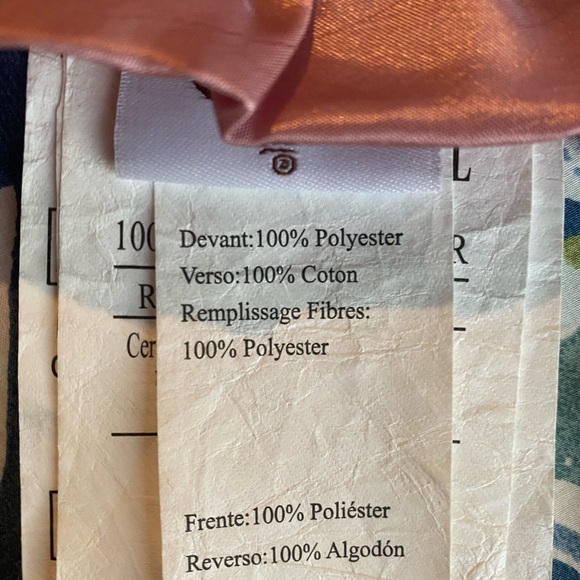 Devant:100% Polyester
Verso:100% Coton
Remplissage Fibres:
100% Polyester
Frente:100% Poliéster
Reverso:100% Algodón
100
R
Cer
L
R